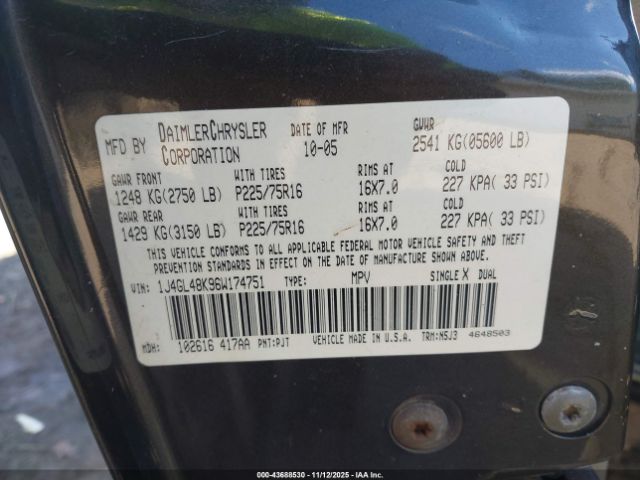 MFD BY DAIMLERCHRYSLER CORPORATION DATE OF MFR 10-05 GVWR 2541 KG(05600 LB)
GAWR FRONT WITH TIRES RIMS AT COLD
1248 KG(2750 LB) P225/75R16 16X7.0 227 KPA( 33 PSI)
GAWR REAR WITH TIRES RIMS AT COLD
1429 KG(3150 LB) P225/75R16 16X7.0 227 KPA( 33 PSI)
THIS VEHICLE CONFORMS TO ALL APPLICABLE FEDERAL MOTOR VEHICLE SAFETY AND THEFT
PREVENTION STANDARDS IN EFFECT ON THE DATE OF MANUFACTURE SHOWN ABOVE.
VIN: 1J4GL48K96W174751 TYPE: MPV SINGLE X DUAL
MDH: 102616 417AA PNT:PJT VEHICLE MADE IN U.S.A. TRM:N5J3 4648503
000-43688530 - 11/12/2025 - IAAI.COM